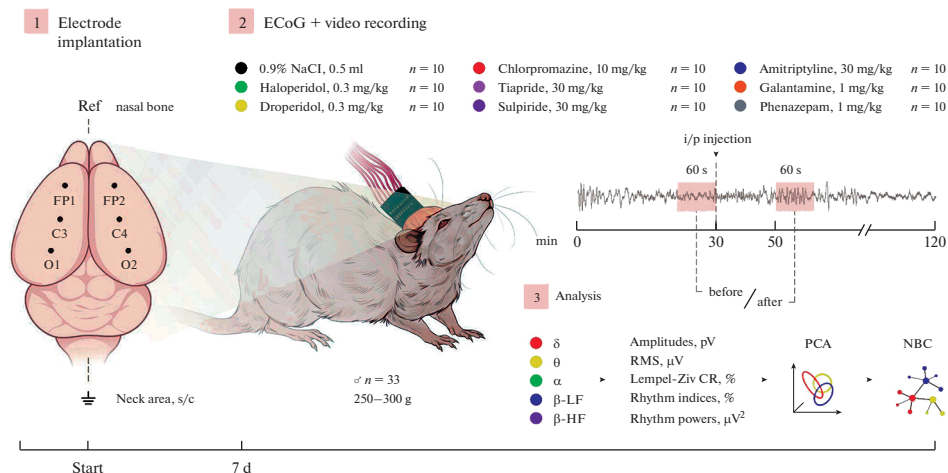 1 Electrode
implantation
2 ECoG + video recording
0.9% NaCI, 0.5 ml n = 10
Haloperidol, 0.3 mg/kg n = 10
Droperidol, 0.3 mg/kg n = 10
Chlorpromazine, 10 mg/kg n = 10
Tiapride, 30 mg/kg n = 10
Sulpiride, 30 mg/kg n = 10
Amitriptyline, 30 mg/kg n = 10
Galantamine, 1 mg/kg n = 10
Phenazepam, 1 mg/kg n = 10
Ref nasal bone
FP1 FP2
C3 C4
O1 O2
Neck area, s/c
♂ n = 33
250–300 g
i/p injection
60 s 60 s
min
0 30 50 120
before / after
3 Analysis
δ
θ
α
β-LF
β-HF
Amplitudes, pV
RMS, μV
Lempel-Ziv CR, %
Rhythm indices, %
Rhythm powers, μV²
PCA
NBC
Start 7 d